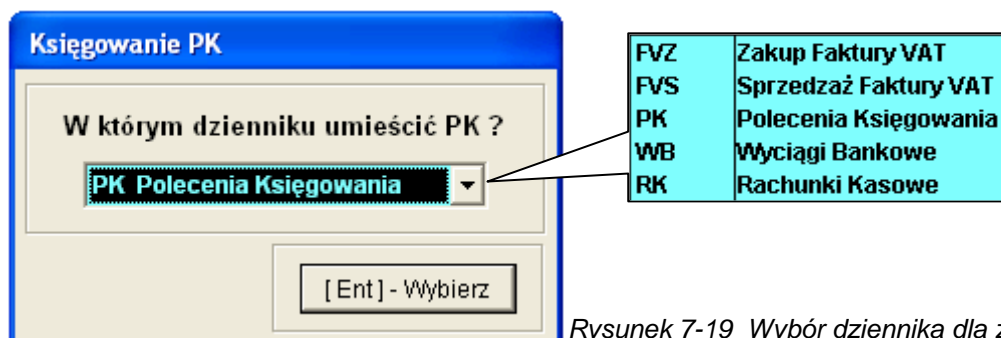 Księgowanie PK
W którym dzienniku umieścić PK ?
PK Polecenia Księgowania
[ Ent ] - Wybierz
FVZ Zakup Faktury VAT
FVS Sprzedzaż Faktury VAT
PK Polecenia Księgowania
WB Wyciągi Bankowe
RK Rachunki Kasowe
Rysunek 7-19 Wybór dziennika dla